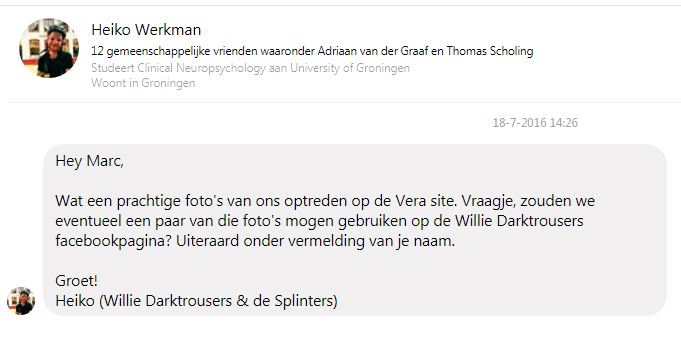 Heiko Werkman
12 gemeenschappelijke vrienden waaronder Adriaan van der Graaf en Thomas Scholing
Studeert Clinical Neuropsychology aan University of Groningen
Woont in Groningen
18-7-2016 14:26
Hey Marc,
Wat een prachtige foto's van ons optreden op de Vera site. Vraagje, zouden we
eventueel een paar van die foto's mogen gebruiken op de Willie Darktrousers
facebookpagina? Uiteraard onder vermelding van je naam.
Groet!
Heiko (Willie Darktrousers & de Splinters)